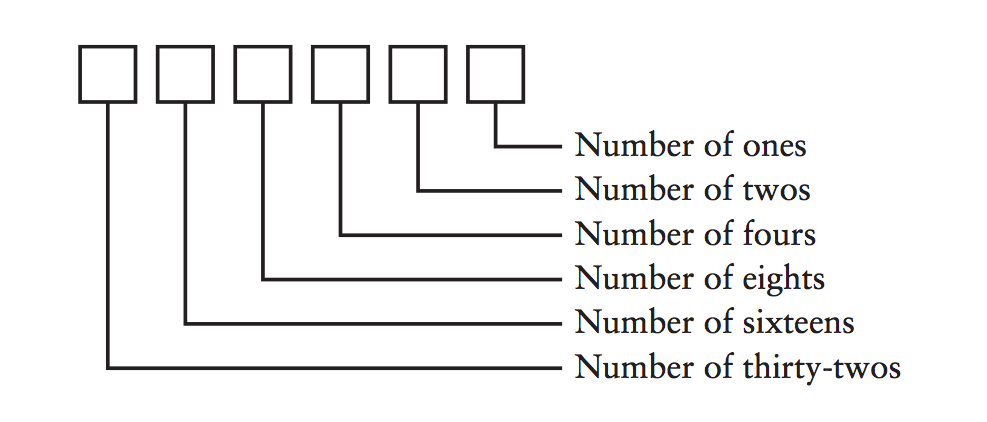 Number of ones
Number of twos
Number of fours
Number of eights
Number of sixteens
Number of thirty-twos